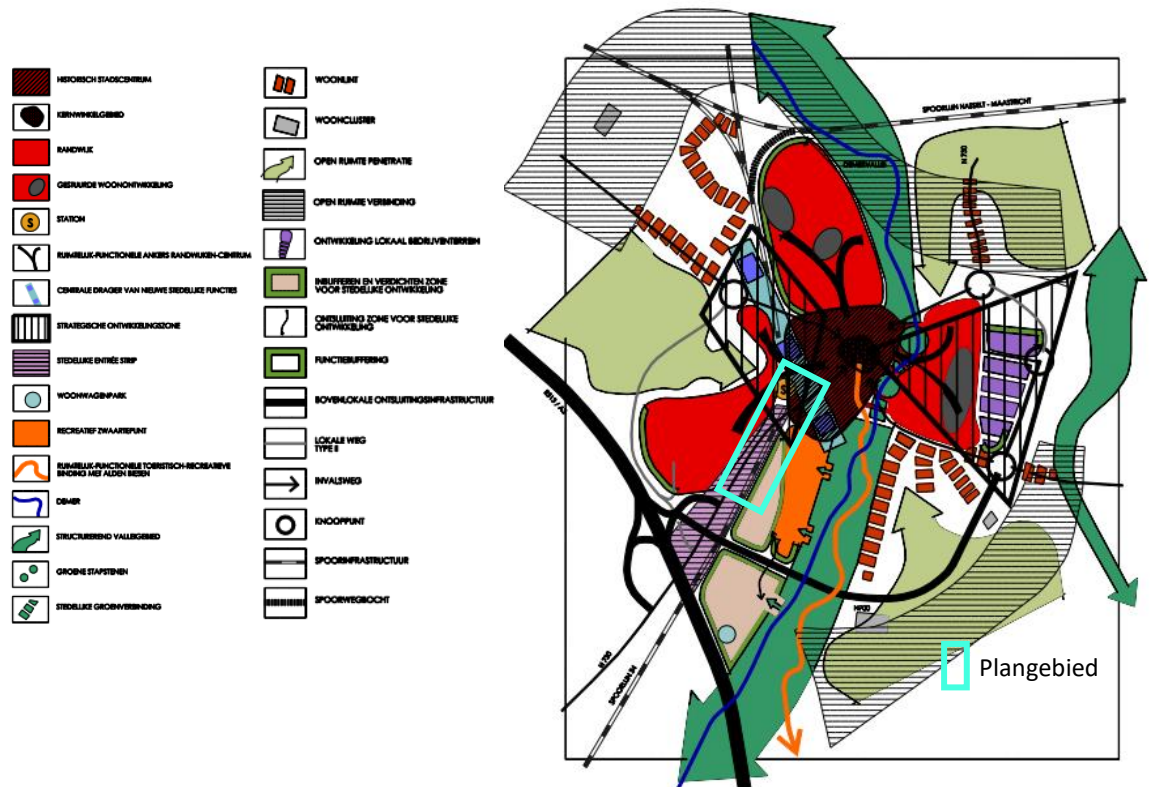 HISTORISCH STADSCENTRUM
KERNWINKELGEBIED
RANDWIJK
GESTUURDE WOONONTWIKKELING
S
STATION
RUIMTELIJK-FUNCTIONELE ANKERS RANDWIJKEN-CENTRUM
CENTRALE DRAGER VAN NIEUWE STEDELIJKE FUNCTIES
STRATEGISCHE ONTWIKKELINGSZONE
STEDELIJKE ENTRÉE STRIP
WOONWAGENPARK
RECREATIEF ZWAARTEPUNT
RUIMTELIJK-FUNCTIONELE TOERISTISCH-RECREATIEVE
BINDING MET ALDEN BIESEN
DEMER
STRUCTUREREND VALLEIGEBIED
GROENE STAPSTENEN
STEDELIJKE GROENVERBINDING
WOONLINT
WOONCLUSTER
OPEN RUIMTE PENETRATIE
OPEN RUIMTE VERBINDING
ONTWIKKELING LOKAAL BEDRIJVENTERREIN
INBUFFEREN EN VERDICHTEN ZONE
VOOR STEDELIJKE ONTWIKKELING
ONTSLUITING ZONE VOOR STEDELIJKE
ONTWIKKELING
FUNCTIEBUFFERING
BOVENLOKALE ONTSLUITINGSINFRASTRUCTUUR
LOKALE WEG
TYPE II
INVALSWEG
KNOOPPUNT
SPOORINFRASTRUCTUUR
SPOORWEGBOCHT
SPOORLIJN HASSELT - MAASTRICHT
N 730
S
N 730
SPOORLIJN 34
N700
Plangebied